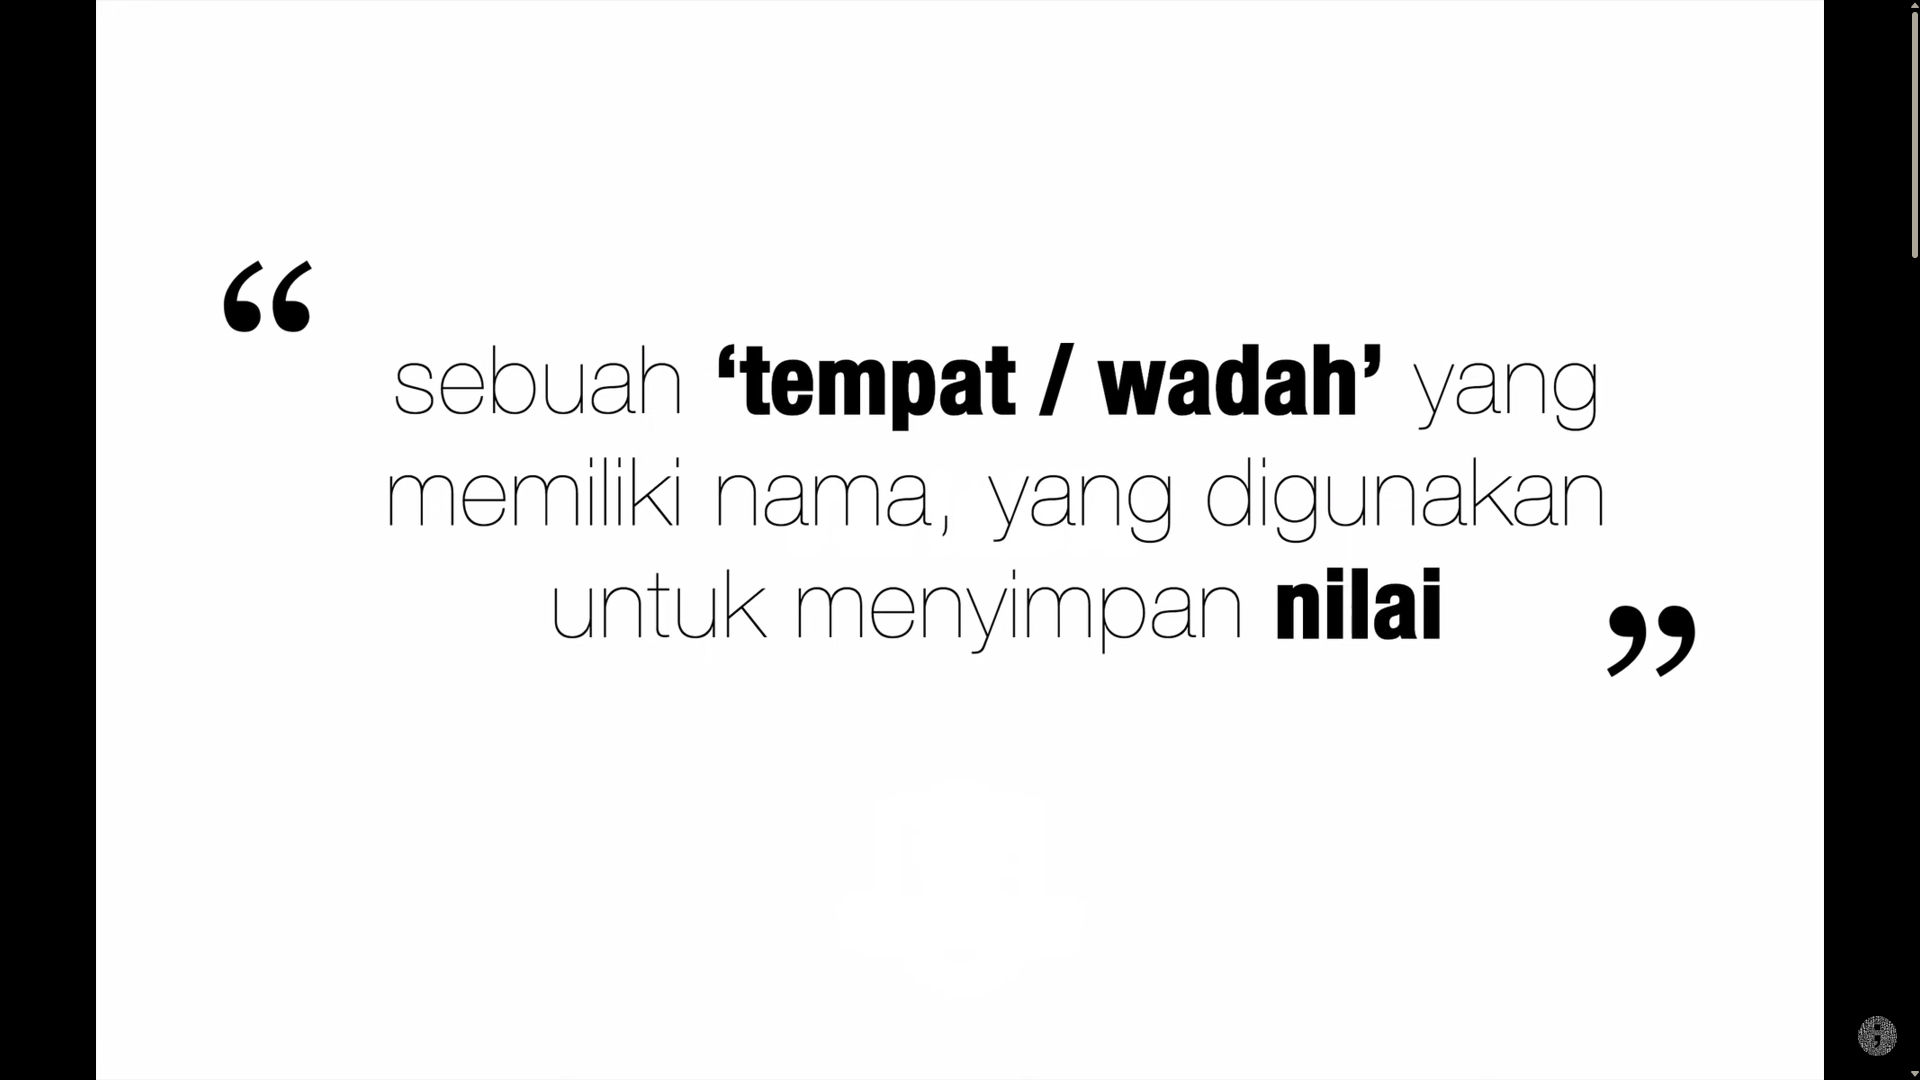 “
sebuah ‘tempat / wadah’ yang
memiliki nama, yang digunakan
untuk menyimpan nilai
”